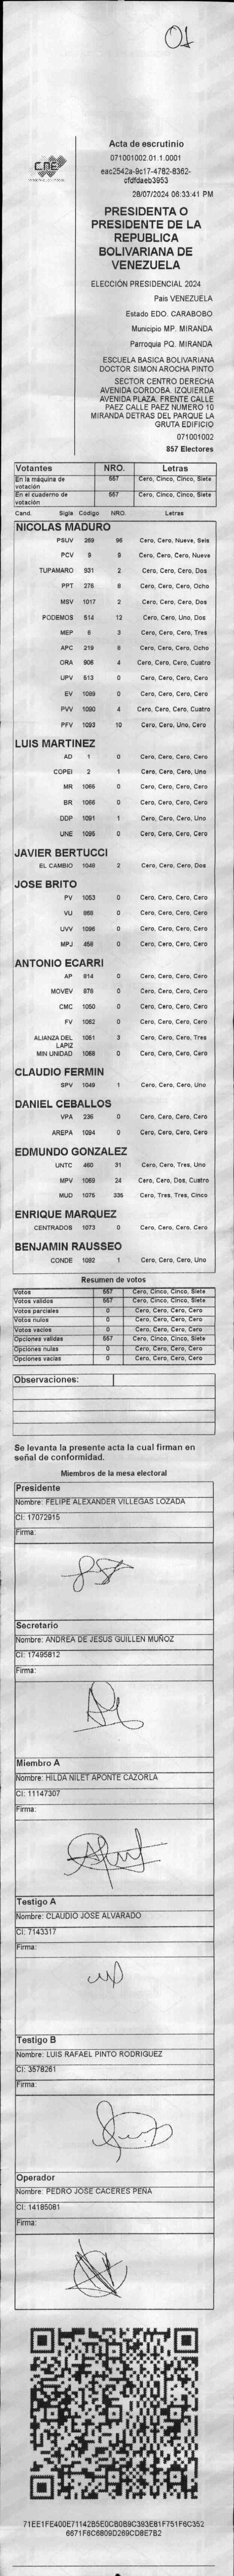 01
CNE
Acta de escrutinio
071001002.01.1.0001
eac2542a-9c17-4782-8362-
cfdfdaeb3953
28/07/2024 06:33:41 PM
PRESIDENTA O
PRESIDENTE DE LA
REPUBLICA
BOLIVARIANA DE
VENEZUELA
ELECCIÓN PRESIDENCIAL 2024
Pais VENEZUELA
Estado EDO. CARABOBO
Municipio MP. MIRANDA
Parroquia PQ. MIRANDA
ESCUELA BASICA BOLIVARIANA
DOCTOR SIMON AROCHA PINTO
SECTOR CENTRO DERECHA
AVENIDA CORDOBA. IZQUIERDA
AVENIDA PLAZA. FRENTE CALLE
PAEZ CALLE PAEZ NUMERO 10
MIRANDA DETRAS DEL PARQUE LA
GRUTA EDIFICIO
071001002
857 Electores
Votantes NRO. Letras
En la máquina de votación 557 Cero, Cinco, Cinco, Siete
En el cuaderno de votación 557 Cero, Cinco, Cinco, Siete
Cand. Sigla Codigo NRO. Letras
NICOLAS MADURO
PSUV 269 96 Cero, Cero, Nueve, Seis
PCV 9 9 Cero, Cero, Cero, Nueve
TUPAMARO 931 2 Cero, Cero, Cero, Dos
PPT 276 8 Cero, Cero, Cero, Ocho
MSV 1017 2 Cero, Cero, Cero, Dos
PODEMOS 514 12 Cero, Cero, Uno, Dos
MEP 6 3 Cero, Cero, Cero, Tres
APC 219 8 Cero, Cero, Cero, Ocho
ORA 906 4 Cero, Cero, Cero, Cuatro
UPV 513 0 Cero, Cero, Cero, Cero
EV 1089 0 Cero, Cero, Cero, Cero
PVV 1090 4 Cero, Cero, Cero, Cuatro
PFV 1093 10 Cero, Cero, Uno, Cero
LUIS MARTINEZ
AD 1 0 Cero, Cero, Cero, Cero
COPEI 2 1 Cero, Cero, Cero, Uno
MR 1065 0 Cero, Cero, Cero, Cero
BR 1066 0 Cero, Cero, Cero, Cero
DDP 1091 1 Cero, Cero, Cero, Uno
UNE 1095 0 Cero, Cero, Cero, Cero
JAVIER BERTUCCI
EL CAMBIO 1048 2 Cero, Cero, Cero, Dos
JOSE BRITO
PV 1053 0 Cero, Cero, Cero, Cero
VU 868 0 Cero, Cero, Cero, Cero
UVV 1096 0 Cero, Cero, Cero, Cero
MPJ 458 0 Cero, Cero, Cero, Cero
ANTONIO ECARRI
AP 814 0 Cero, Cero, Cero, Cero
MOVEV 979 0 Cero, Cero, Cero, Cero
CMC 1050 0 Cero, Cero, Cero, Cero
FV 1062 0 Cero, Cero, Cero, Cero
ALIANZA DEL LAPIZ 1051 3 Cero, Cero, Cero, Tres
MIN UNIDAD 1068 0 Cero, Cero, Cero, Cero
CLAUDIO FERMIN
SPV 1049 1 Cero, Cero, Cero, Uno
DANIEL CEBALLOS
VPA 236 0 Cero, Cero, Cero, Cero
AREPA 1094 0 Cero, Cero, Cero, Cero
EDMUNDO GONZALEZ
UNTC 460 31 Cero, Cero, Tres, Uno
MPV 1069 24 Cero, Cero, Dos, Cuatro
MUD 1076 335 Cero, Tres, Tres, Cinco
ENRIQUE MARQUEZ
CENTRADOS 1073 0 Cero, Cero, Cero, Cero
BENJAMIN RAUSSEO
CONDE 1092 1 Cero, Cero, Cero, Uno
Resumen de votos
Votos 557 Cero, Cinco, Cinco, Siete
Votos validos 557 Cero, Cinco, Cinco, Siete
Votos parciales 0 Cero, Cero, Cero, Cero
Votos nulos 0 Cero, Cero, Cero, Cero
Votos vacios 0 Cero, Cero, Cero, Cero
Opciones validas 557 Cero, Cinco, Cinco, Siete
Opciones nulas 0 Cero, Cero, Cero, Cero
Opciones vacias 0 Cero, Cero, Cero, Cero
Observaciones:
Se levanta la presente acta la cual firman en
señal de conformidad.
Miembros de la mesa electoral
Presidente
Nombre: FELIPE ALEXANDER VILLEGAS LOZADA
CI: 17072915
Firma:
Secretario
Nombre: ANDREA DE JESUS GUILLEN MUÑOZ
CI: 17495812
Firma:
Miembro A
Nombre: HILDA NILET APONTE CAZORLA
CI: 11147307
Firma:
Testigo A
Nombre: CLAUDIO JOSE ALVARADO
CI: 7143317
Firma:
Testigo B
Nombre: LUIS RAFAEL PINTO RODRIGUEZ
CI: 3578261
Firma:
Operador
Nombre: PEDRO JOSE CACERES PEÑA
CI: 14185081
Firma:
71EE1FE400E71142B5E0CB0B9C393E81F751F6C352
6671F6C6809D269CD8E7B2